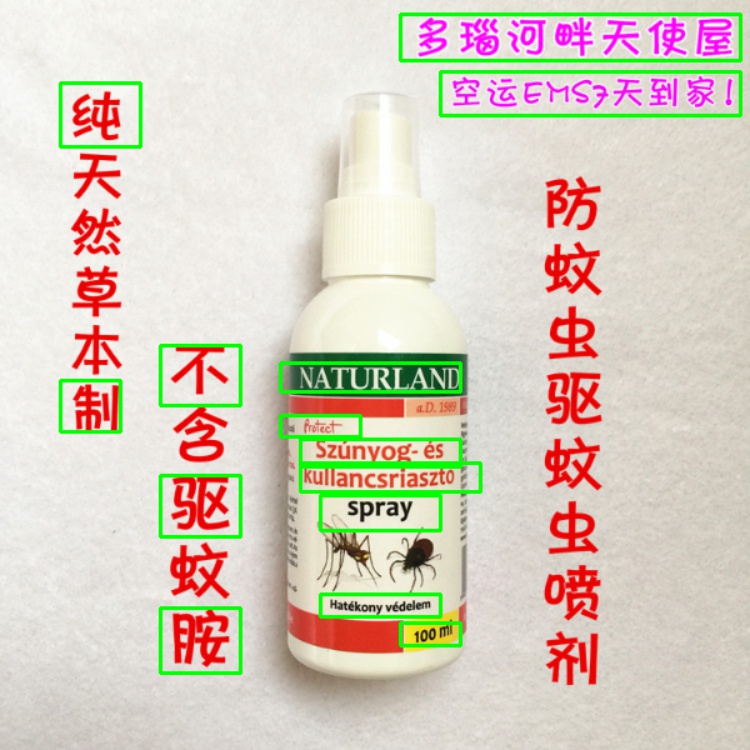 多瑙河畔天使屋
空运EMS7天到家!
纯天然草本制
不含驱蚊胺
防蚊虫驱蚊虫喷剂
NATURLAND
a.D. 1989
Protect
Szúnyog- és
kullancsriasztó
spray
Hatékony védelem
100 ml